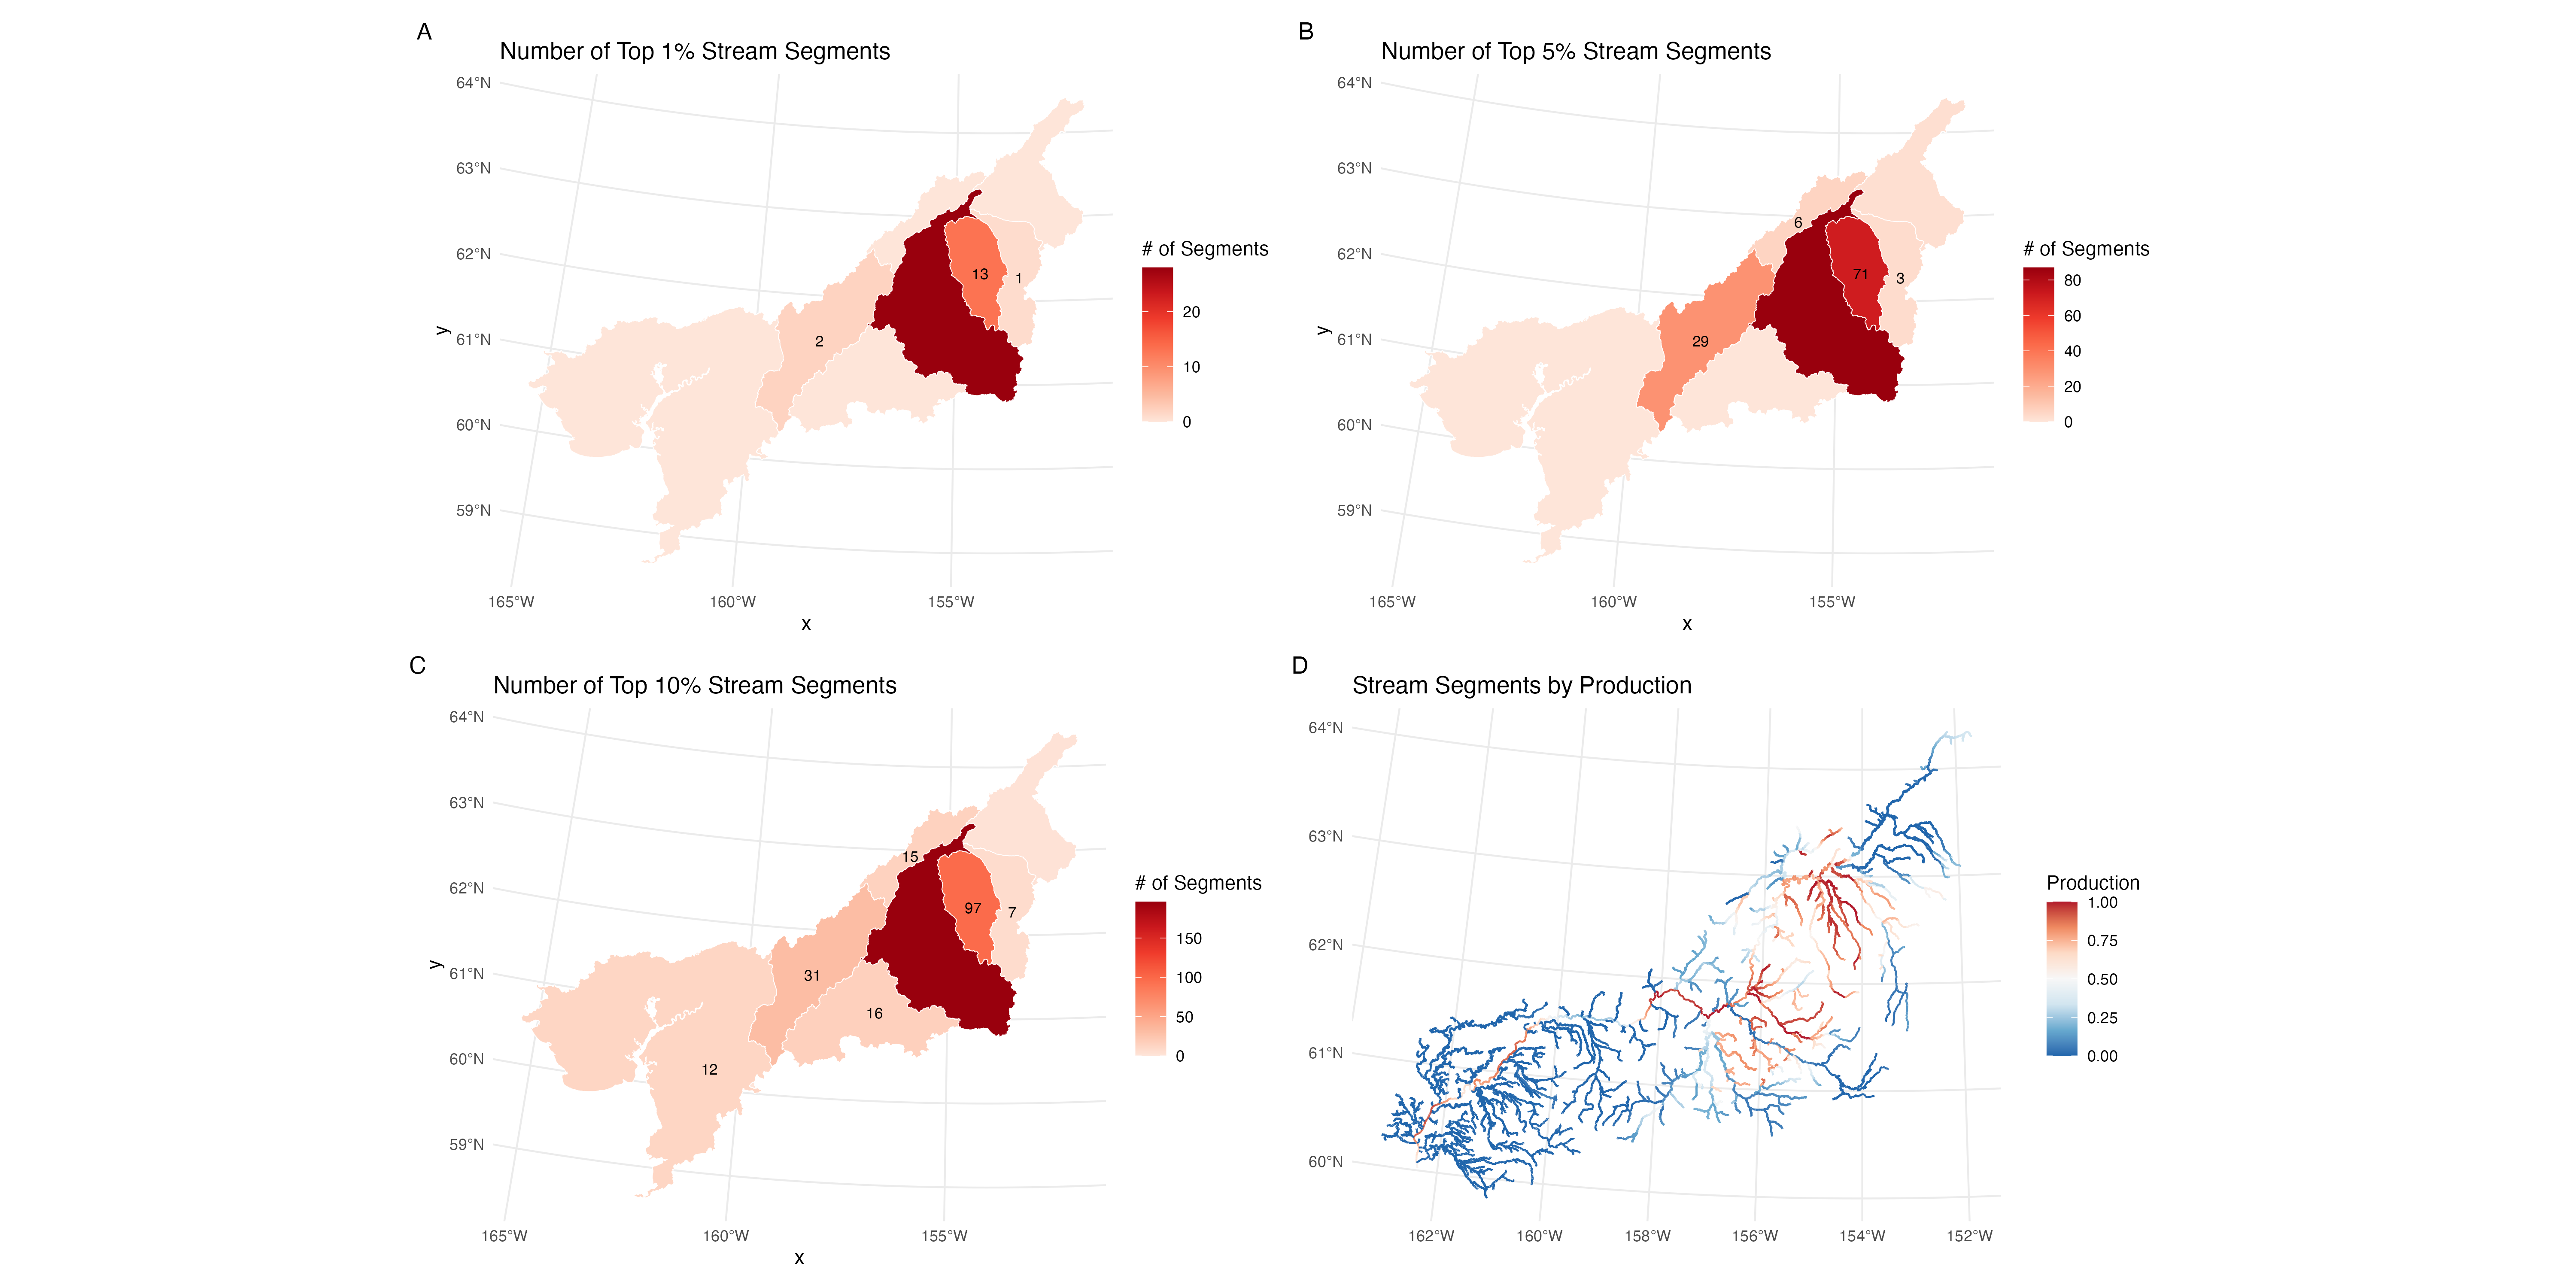 A
Number of Top 1% Stream Segments
64°N
63°N
62°N
61°N
60°N
59°N
y
13
1
2
165°W
160°W
155°W
x
# of Segments
20
10
0
B
Number of Top 5% Stream Segments
64°N
63°N
62°N
61°N
60°N
59°N
y
6
71
3
29
165°W
160°W
155°W
x
# of Segments
80
60
40
20
0
C
Number of Top 10% Stream Segments
64°N
63°N
62°N
61°N
60°N
59°N
y
15
97
7
31
16
12
165°W
160°W
155°W
x
# of Segments
150
100
50
0
D
Stream Segments by Production
64°N
63°N
62°N
61°N
60°N
162°W
160°W
158°W
156°W
154°W
152°W
Production
1.00
0.75
0.50
0.25
0.00